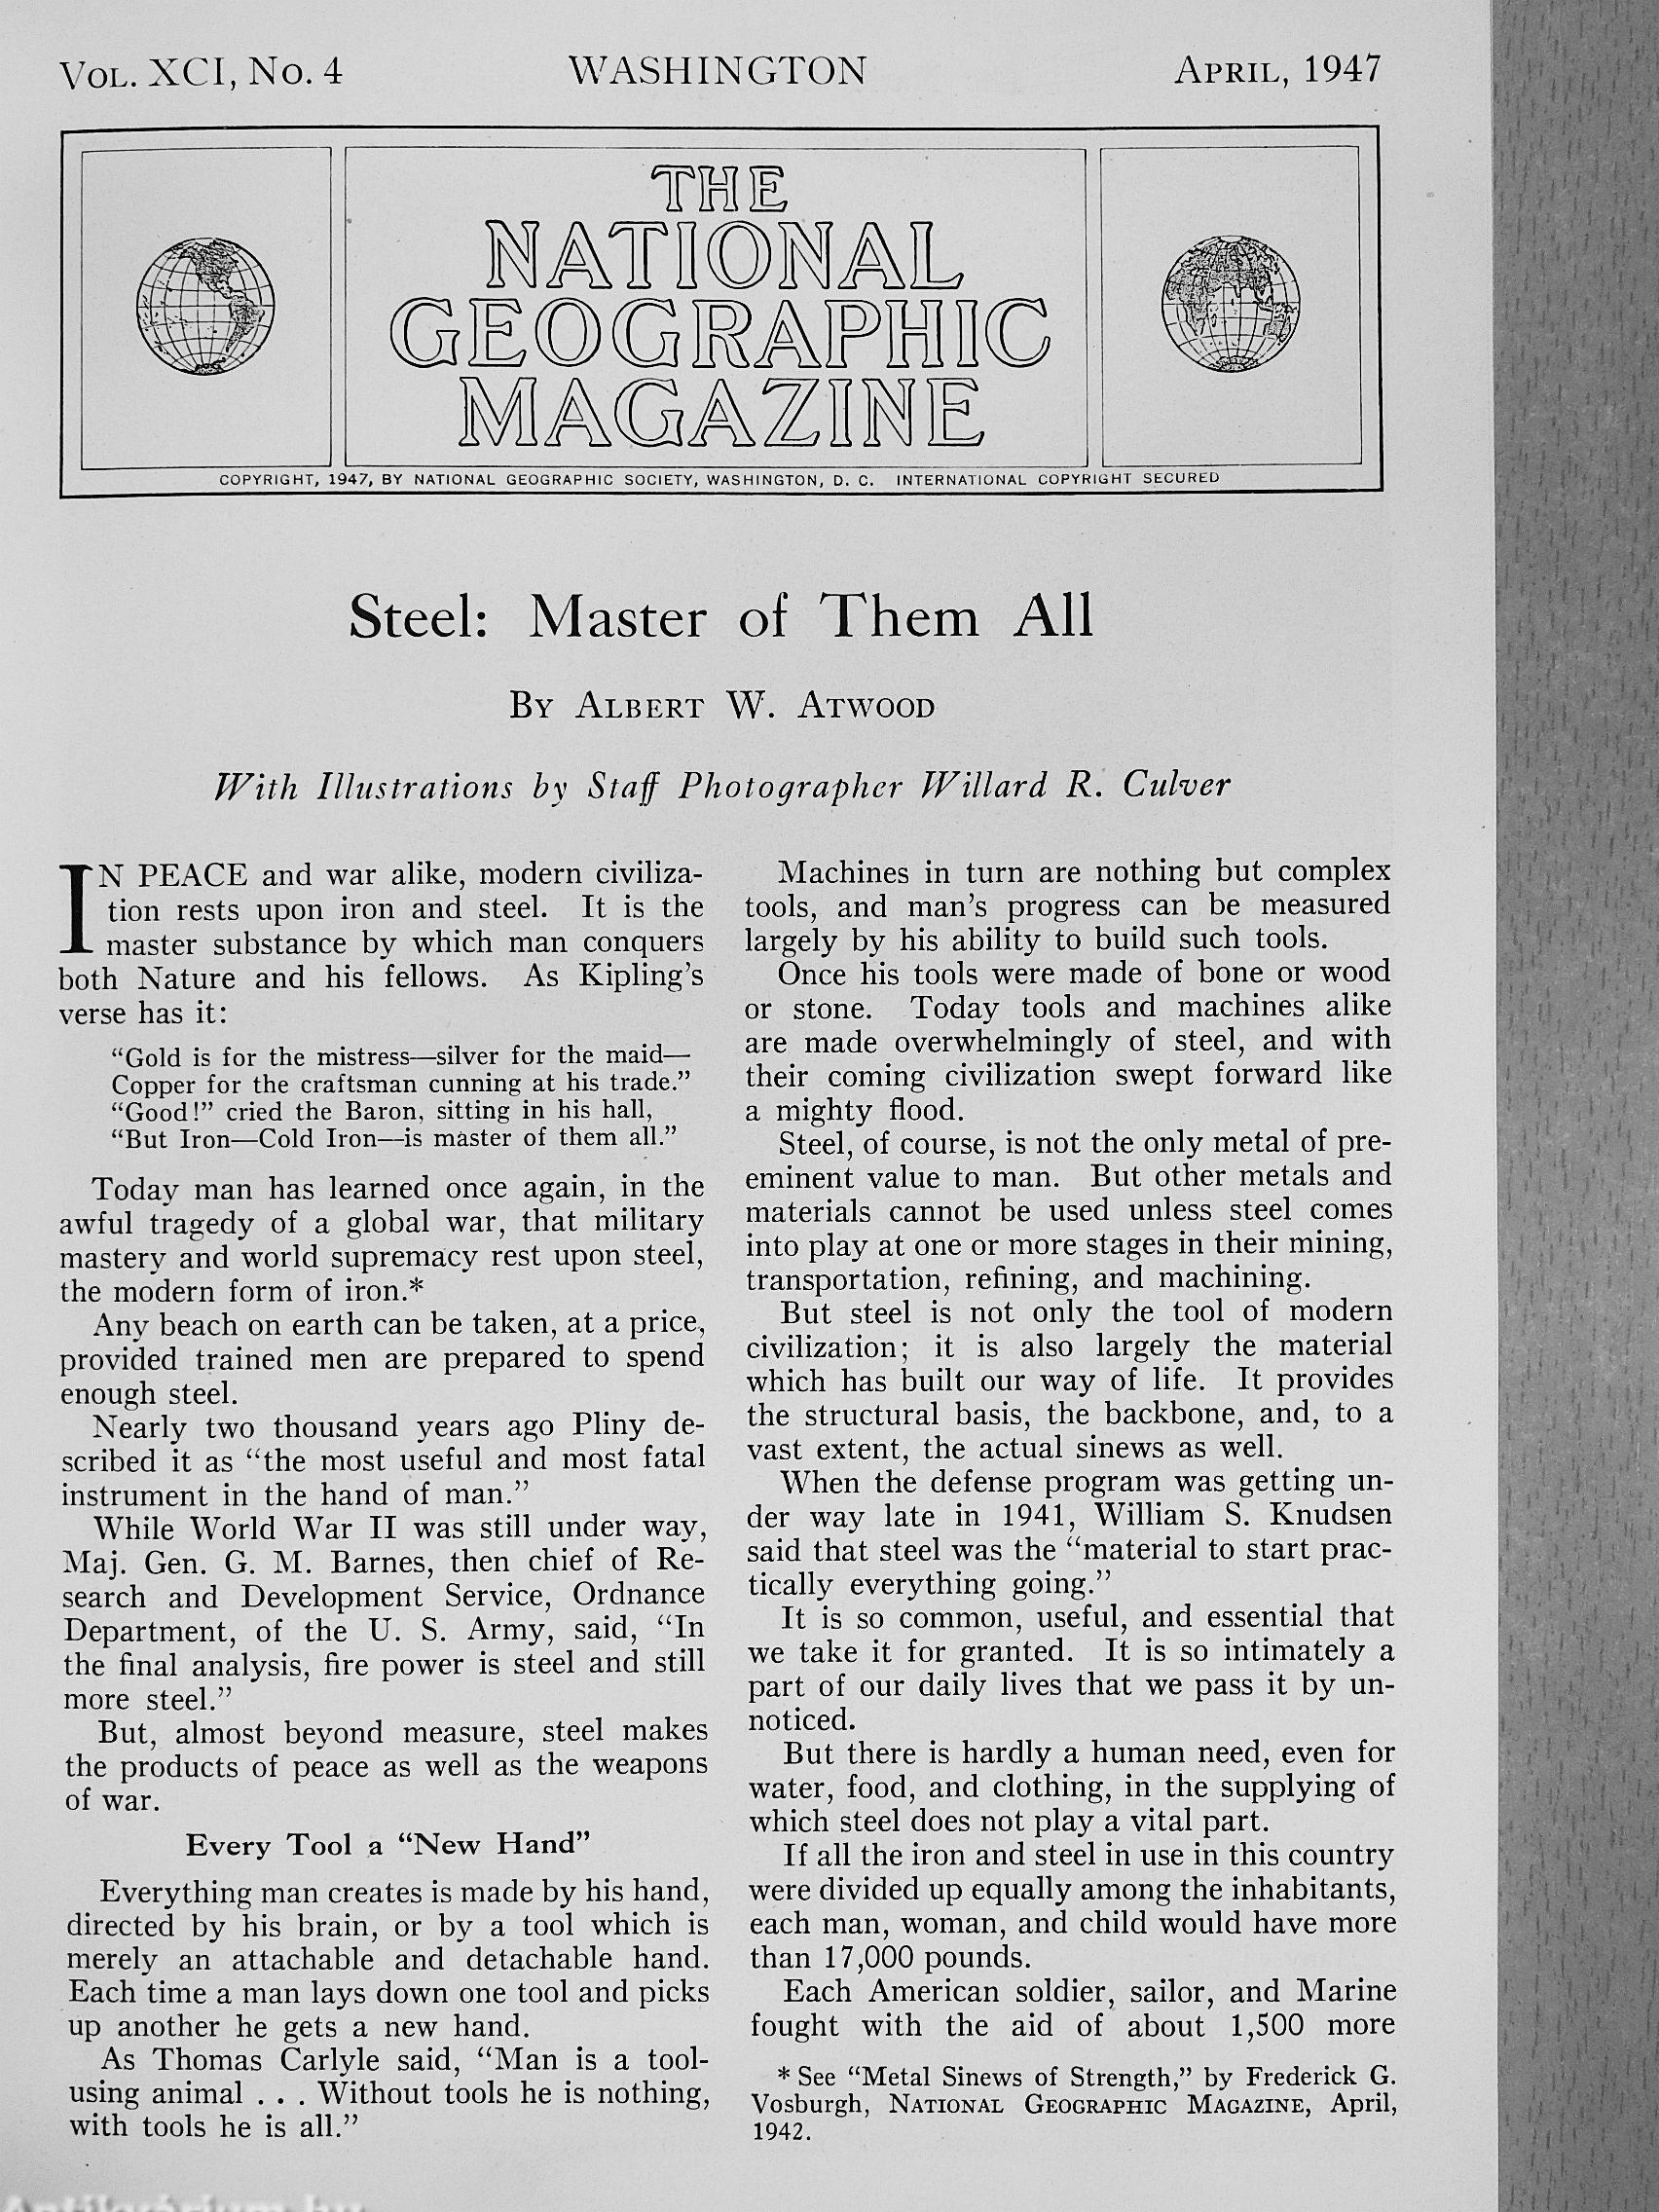 VOL. XCI, No. 4 WASHINGTON APRIL, 1947
THE
NATIONAL
GEOGRAPHIC
MAGAZINE
COPYRIGHT, 1947, BY NATIONAL GEOGRAPHIC SOCIETY, WASHINGTON, D. C. INTERNATIONAL COPYRIGHT SECURED
Steel: Master of Them All
BY ALBERT W. ATWOOD
With Illustrations by Staff Photographer Willard R. Culver
IN PEACE and war alike, modern civiliza-
tion rests upon iron and steel. It is the
master substance by which man conquers
both Nature and his fellows. As Kipling's
verse has it:
“Gold is for the mistress—silver for the maid—
Copper for the craftsman cunning at his trade.”
“Good!” cried the Baron, sitting in his hall,
“But Iron—Cold Iron—is master of them all.”
Today man has learned once again, in the
awful tragedy of a global war, that military
mastery and world supremacy rest upon steel,
the modern form of iron.*
Any beach on earth can be taken, at a price,
provided trained men are prepared to spend
enough steel.
Nearly two thousand years ago Pliny de-
scribed it as “the most useful and most fatal
instrument in the hand of man.”
While World War II was still under way,
Maj. Gen. G. M. Barnes, then chief of Re-
search and Development Service, Ordnance
Department, of the U. S. Army, said, “In
the final analysis, fire power is steel and still
more steel.”
But, almost beyond measure, steel makes
the products of peace as well as the weapons
of war.
Every Tool a “New Hand”
Everything man creates is made by his hand,
directed by his brain, or by a tool which is
merely an attachable and detachable hand.
Each time a man lays down one tool and picks
up another he gets a new hand.
As Thomas Carlyle said, “Man is a tool-
using animal . . . Without tools he is nothing,
with tools he is all.”
Machines in turn are nothing but complex
tools, and man's progress can be measured
largely by his ability to build such tools.
Once his tools were made of bone or wood
or stone. Today tools and machines alike
are made overwhelmingly of steel, and with
their coming civilization swept forward like
a mighty flood.
Steel, of course, is not the only metal of pre-
eminent value to man. But other metals and
materials cannot be used unless steel comes
into play at one or more stages in their mining,
transportation, refining, and machining.
But steel is not only the tool of modern
civilization; it is also largely the material
which has built our way of life. It provides
the structural basis, the backbone, and, to a
vast extent, the actual sinews as well.
When the defense program was getting un-
der way late in 1941, William S. Knudsen
said that steel was the “material to start prac-
tically everything going.”
It is so common, useful, and essential that
we take it for granted. It is so intimately a
part of our daily lives that we pass it by un-
noticed.
But there is hardly a human need, even for
water, food, and clothing, in the supplying of
which steel does not play a vital part.
If all the iron and steel in use in this country
were divided up equally among the inhabitants,
each man, woman, and child would have more
than 17,000 pounds.
Each American soldier, sailor, and Marine
fought with the aid of about 1,500 more
* See “Metal Sinews of Strength,” by Frederick G.
Vosburgh, NATIONAL GEOGRAPHIC MAGAZINE, April,
1942.